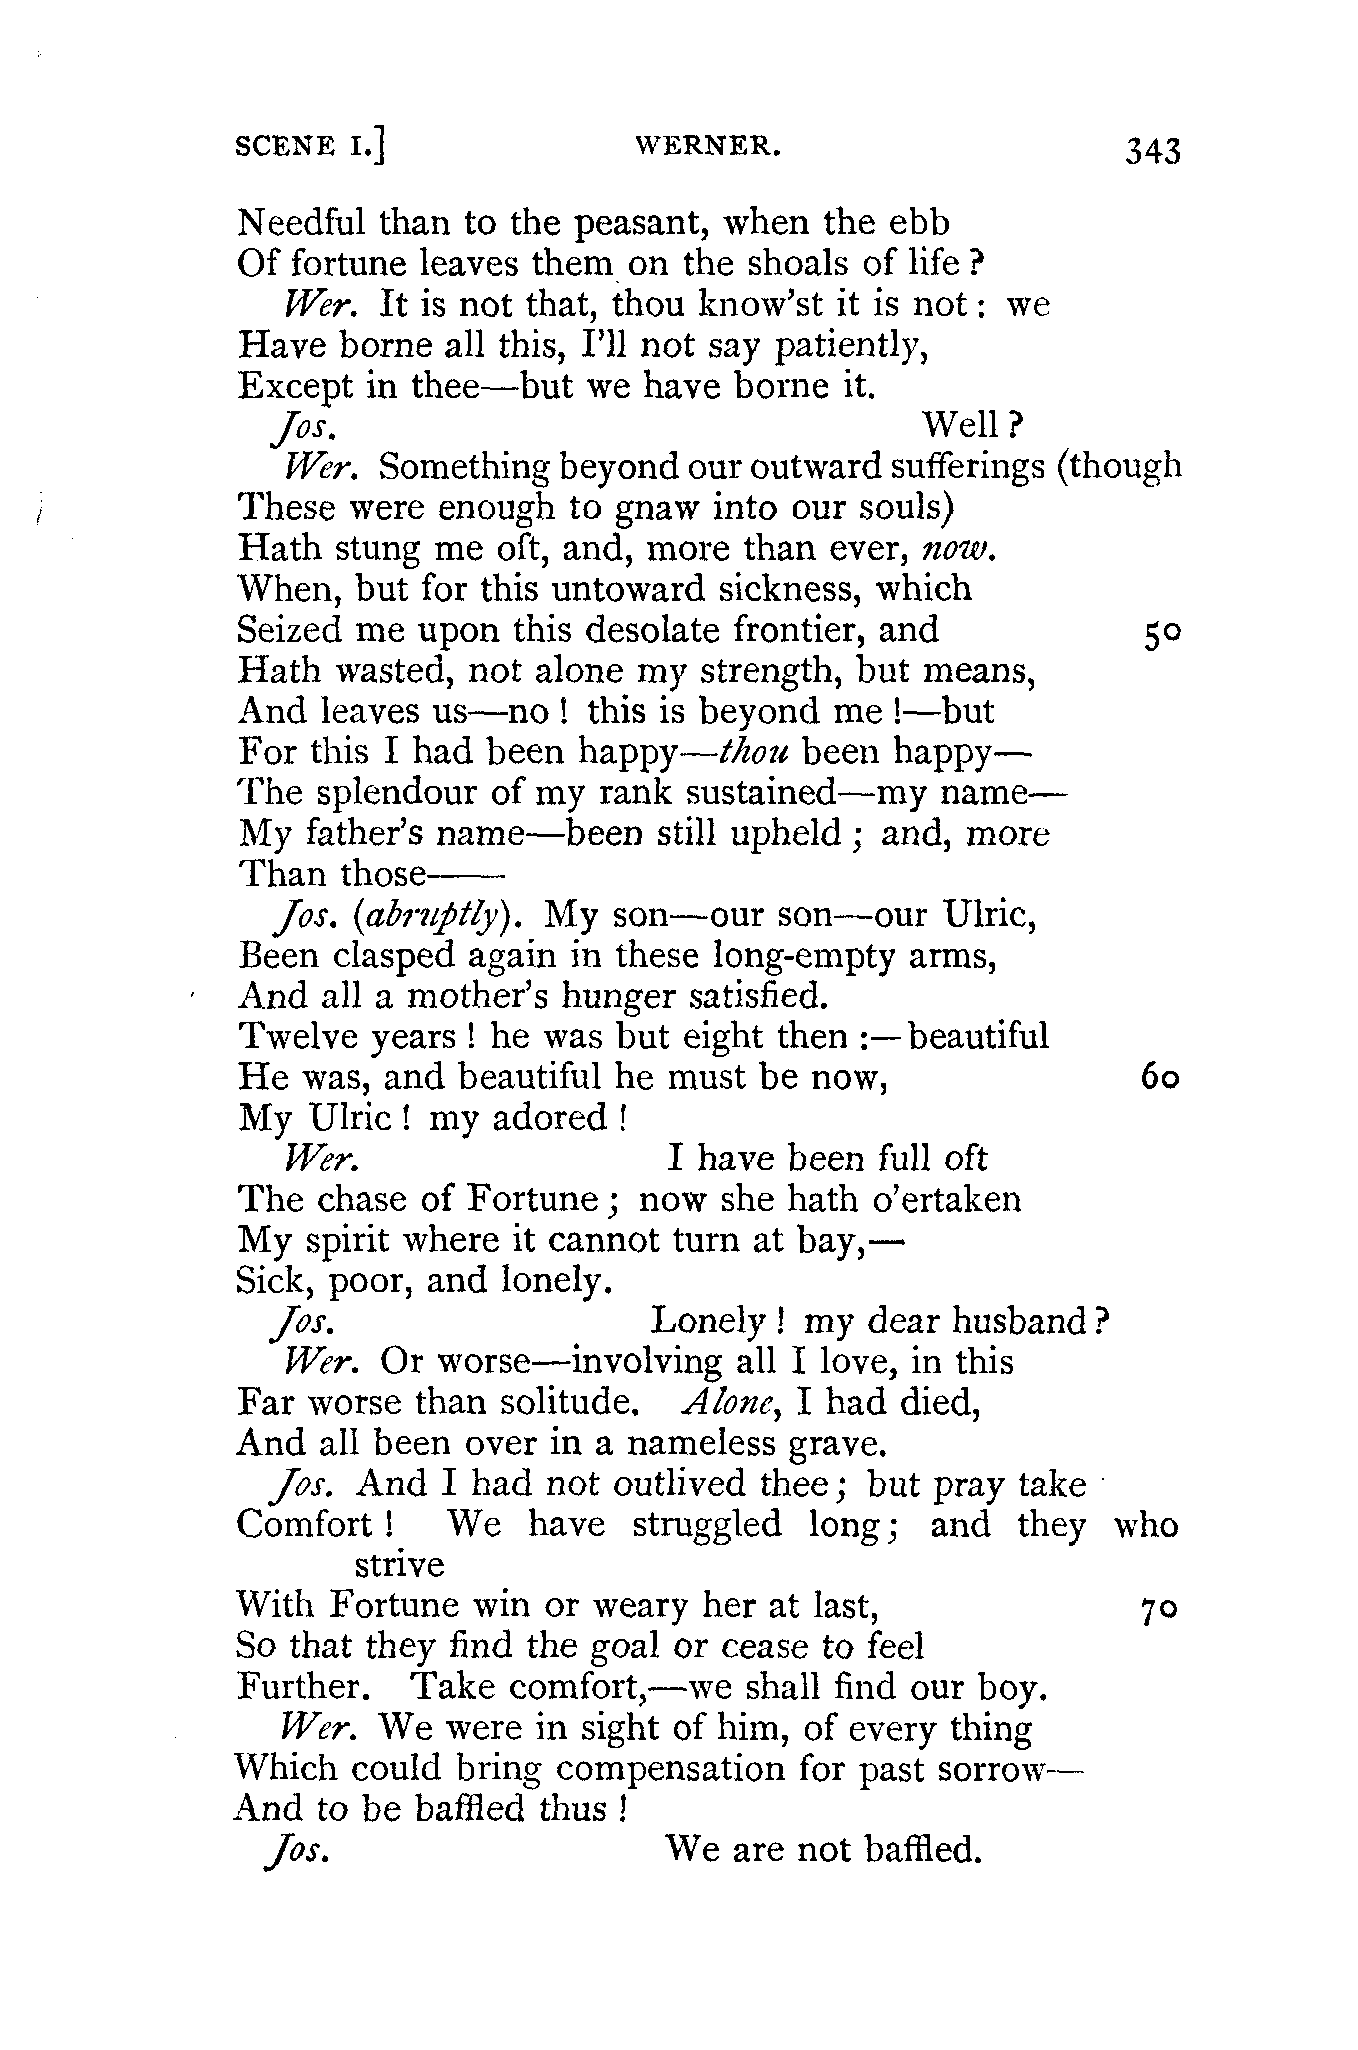 SCENE I.] WERNER. 343
Needful than to the peasant, when the ebb
Of fortune leaves them on the shoals of life?
Wer. It is not that, thou know'st it is not: we
Have borne all this, I'll not say patiently,
Except in thee—but we have borne it.
Jos. Well?
Wer. Something beyond our outward sufferings (though
These were enough to gnaw into our souls)
Hath stung me oft, and, more than ever, now.
When, but for this untoward sickness, which
Seized me upon this desolate frontier, and 50
Hath wasted, not alone my strength, but means,
And leaves us—no! this is beyond me!—but
For this I had been happy—thou been happy—
The splendour of my rank sustained—my name—
My father's name—been still upheld; and, more
Than those——
Jos. (abruptly). My son—our son—our Ulric,
Been clasped again in these long-empty arms,
And all a mother's hunger satisfied.
Twelve years! he was but eight then:—beautiful
He was, and beautiful he must be now, 60
My Ulric! my adored!
Wer. I have been full oft
The chase of Fortune; now she hath o'ertaken
My spirit where it cannot turn at bay,—
Sick, poor, and lonely.
Jos. Lonely! my dear husband?
Wer. Or worse—involving all I love, in this
Far worse than solitude. Alone, I had died,
And all been over in a nameless grave.
Jos. And I had not outlived thee; but pray take
Comfort! We have struggled long; and they who
strive
With Fortune win or weary her at last, 70
So that they find the goal or cease to feel
Further. Take comfort,—we shall find our boy.
Wer. We were in sight of him, of every thing
Which could bring compensation for past sorrow—
And to be baffled thus!
Jos. We are not baffled.